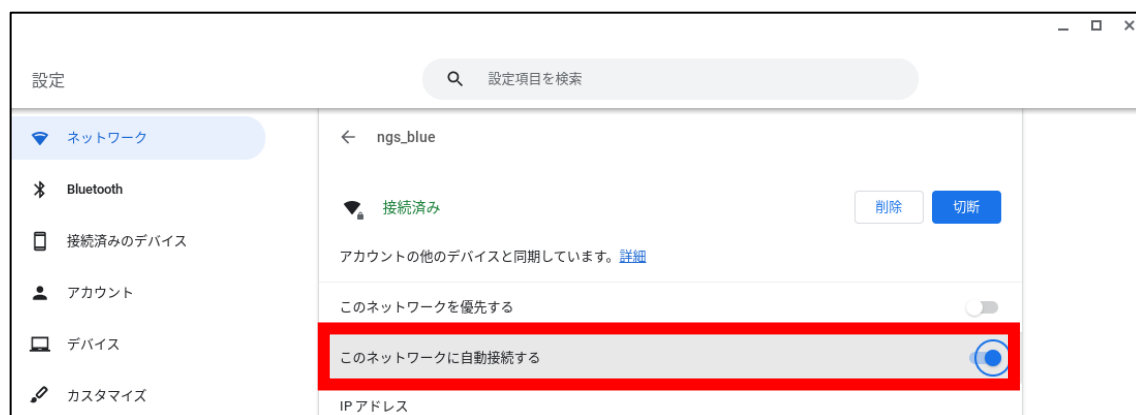 設定
設定項目を検索
ネットワーク
Bluetooth
接続済みのデバイス
アカウント
デバイス
カスタマイズ
ngs_blue
接続済み
削除
切断
アカウントの他のデバイスと同期しています。詳細
このネットワークを優先する
このネットワークに自動接続する
IP アドレス